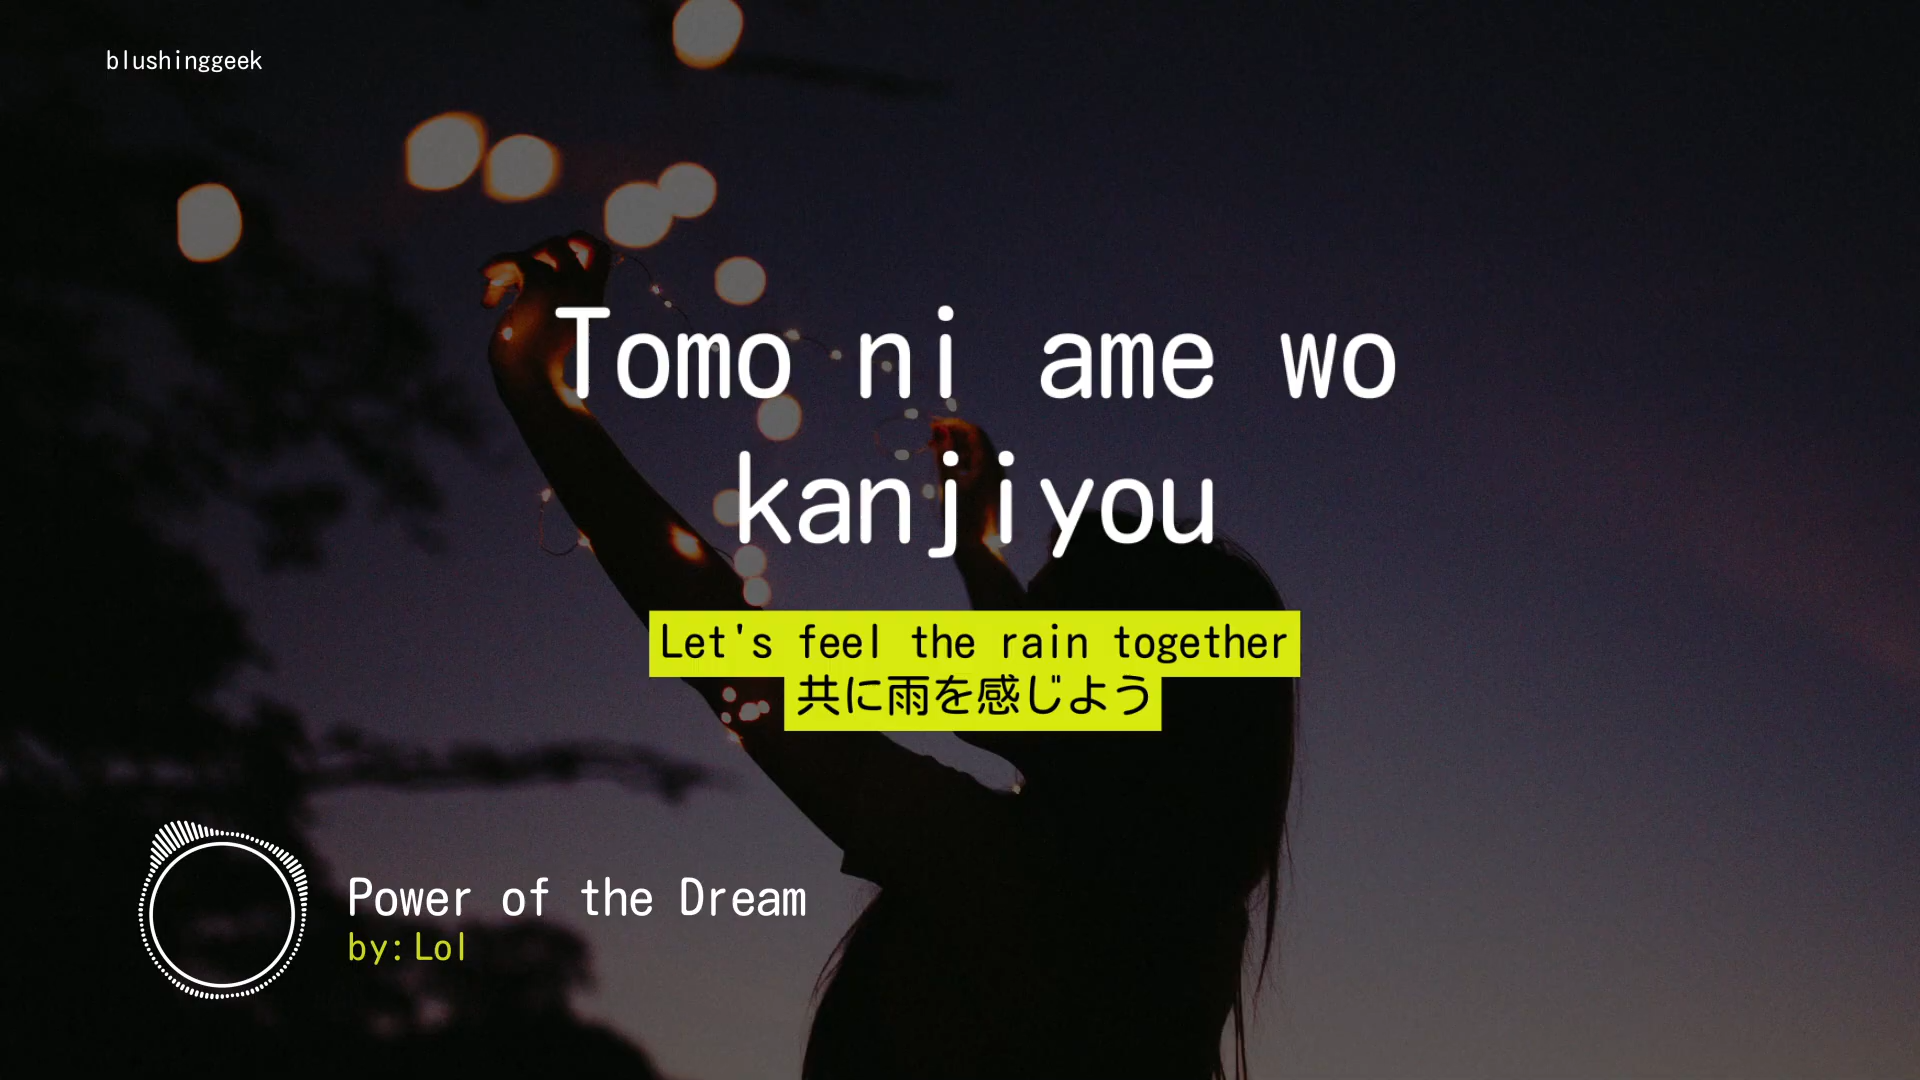 blushinggeek
Tomo ni ame wo
kanjiyou
Let's feel the rain together
共に雨を感じよう
Power of the Dream
by: Lol